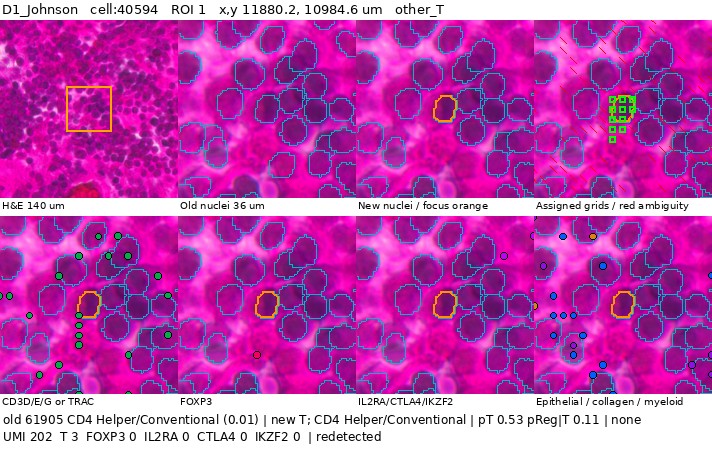 D1_Johnson   cell:40594   ROI 1   x,y 11880.2, 10984.6 um   other_T
H&E 140 um
Old nuclei 36 um
New nuclei / focus orange
Assigned grids / red ambiguity
CD3D/E/G or TRAC
FOXP3
IL2RA/CTLA4/IKZF2
Epithelial / collagen / myeloid
old 61905 CD4 Helper/Conventional (0.01) | new T; CD4 Helper/Conventional | pT 0.53 pReg|T 0.11 | none
UMI 202  T 3  FOXP3 0  IL2RA 0  CTLA4 0  IKZF2 0  | redetected